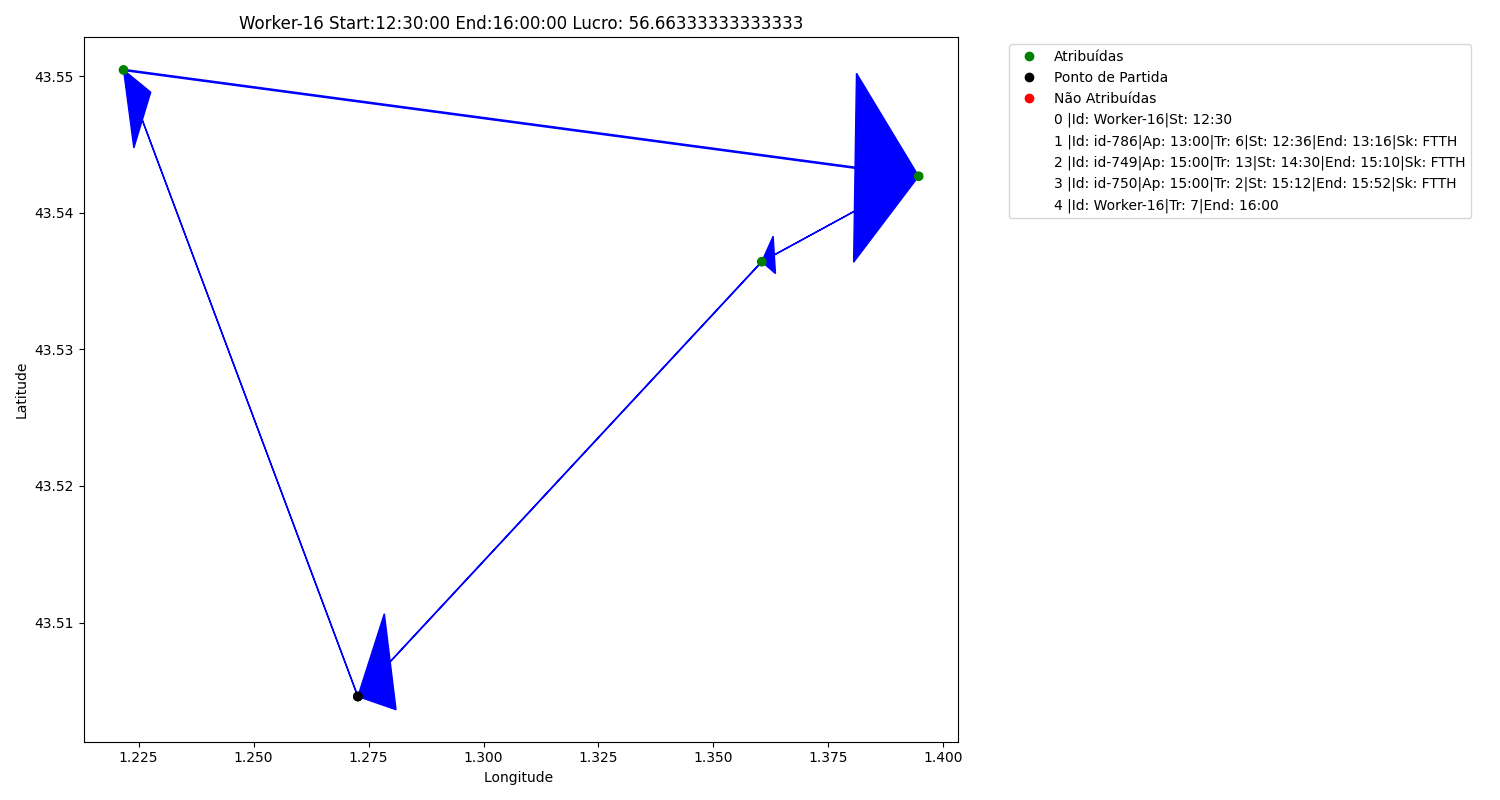 Worker-16 Start:12:30:00 End:16:00:00 Lucro: 56.66333333333333
Atribuídas
Ponto de Partida
Não Atribuídas
0 |Id: Worker-16|St: 12:30
1 |Id: id-786|Ap: 13:00|Tr: 6|St: 12:36|End: 13:16|Sk: FTTH
2 |Id: id-749|Ap: 15:00|Tr: 13|St: 14:30|End: 15:10|Sk: FTTH
3 |Id: id-750|Ap: 15:00|Tr: 2|St: 15:12|End: 15:52|Sk: FTTH
4 |Id: Worker-16|Tr: 7|End: 16:00
43.55
43.54
43.53
43.52
43.51
Latitude
1.225 1.250 1.275 1.300 1.325 1.350 1.375 1.400
Longitude